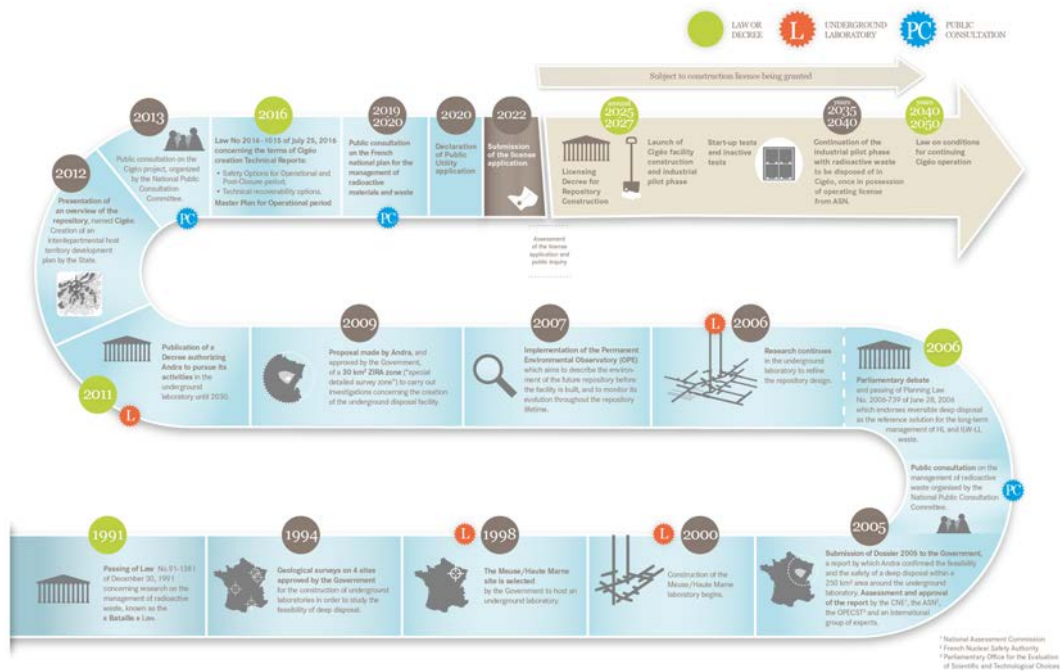 LAW OR
DECREE
L
UNDERGROUND
LABORATORY
PC
PUBLIC
CONSULTATION
Subject to construction licence being granted
2013
Public consultation on the
Cigéo project, organized
by the National Public
Consultation
Committee.
PC
2016
Law No 2016-1015 of July 25, 2016
concerning the terms of Cigéo
creation Technical Reports:
• Safety Options for Operational and
Post-Closure period;
• Technical recoverability options.
Master Plan for Operational period
2019
2020
Public consultation
on the French
national plan for the
management of
radioactive
materials and waste
PC
2020
Declaration
of Public
Utility
application
2022
Submission
of the license
application
Assessment
of the license
application and
public inquiry
2025
2027
Licensing
Decree for
Repository
Construction
Launch of
Cigéo facility
construction
and industrial
pilot phase
Start-up tests
and inactive
tests
YEARS
2035
2040
Continuation of the
industrial pilot phase
with radioactive waste
to be disposed of in
Cigéo, once in possession
of operating license
from ASN.
YEARS
2040
2050
Law on conditions
for continuing
Cigéo operation
2012
Presentation of
an overview of the
repository, named Cigéo.
Creation of an
interdepartmental host
territory development
plan by the State.
2011
L
Publication of a
Decree authorizing
Andra to pursue its
activities in the
underground
laboratory until 2030.
2009
Proposal made by Andra, and
approved by the Government,
of a 30 km² ZIRA zone ("special
detailed survey zone") to carry out
investigations concerning the creation
of the underground disposal facility.
2007
Implementation of the Permanent
Environmental Observatory (OPE)
which aims to describe the environ-
ment of the future repository before
the facility is built, and to monitor its
evolution throughout the repository
lifetime.
L
2006
Research continues
in the underground
laboratory to refine
the repository design.
2006
Parliamentary debate
and passing of Planning Law
No. 2006-739 of June 28, 2006
which endorses reversible deep disposal
as the reference solution for the long-term
management of HL and ILW-LL
waste.
Public consultation on the
management of radioactive
waste organised by the
National Public Consultation
Committee.
PC
1991
Passing of Law No.91-1381
of December 30, 1991
concerning research on the
management of radioactive
waste, known as the
« Bataille » Law.
1994
Geological surveys on 4 sites
approved by the Government
for the construction of underground
laboratories in order to study the
feasibility of deep disposal.
L
1998
The Meuse/Haute Marne
site is selected
by the Government to host
an underground laboratory.
L
2000
Construction of the
Meuse/Haute Marne
laboratory begins.
2005
Submission of Dossier 2005 to the Government,
a report by which Andra confirmed the feasibility
and the safety of a deep disposal within a
250 km² area around the underground
laboratory. Assessment and approval
of the report by the CNE¹, the ASN²,
the OPECST³ and an International
group of experts.
¹ National Assessment Commission
² French Nuclear Safety Authority
³ Parliamentary Office for the Evaluation
of Scientific and Technological Choices